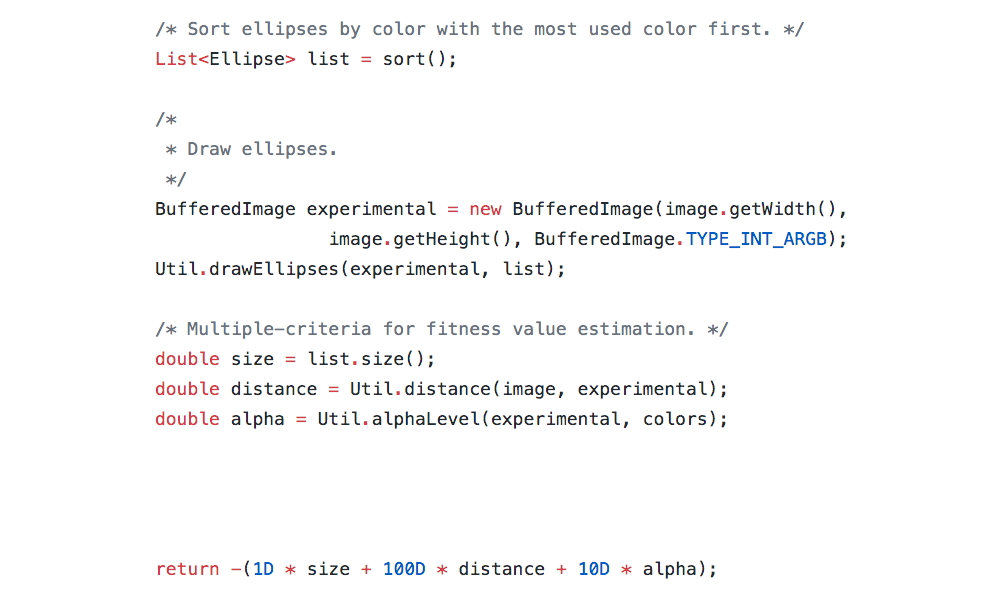 /* Sort ellipses by color with the most used color first. */
List<Ellipse> list = sort();
/*
 * Draw ellipses.
 */
BufferedImage experimental = new BufferedImage(image.getWidth(),
                image.getHeight(), BufferedImage.TYPE_INT_ARGB);
Util.drawEllipses(experimental, list);
/* Multiple-criteria for fitness value estimation. */
double size = list.size();
double distance = Util.distance(image, experimental);
double alpha = Util.alphaLevel(experimental, colors);
return -(1D * size + 100D * distance + 10D * alpha);